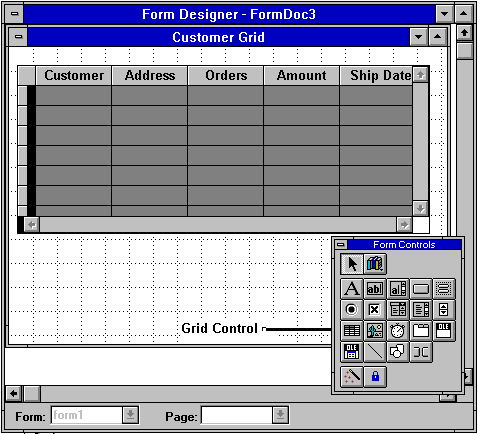 Form Designer - FormDoc3
Customer Grid
Customer Address Orders Amount Ship Date
Form Controls
A ab| a
OLE
Grid Control
OLE
Form: form1 Page: